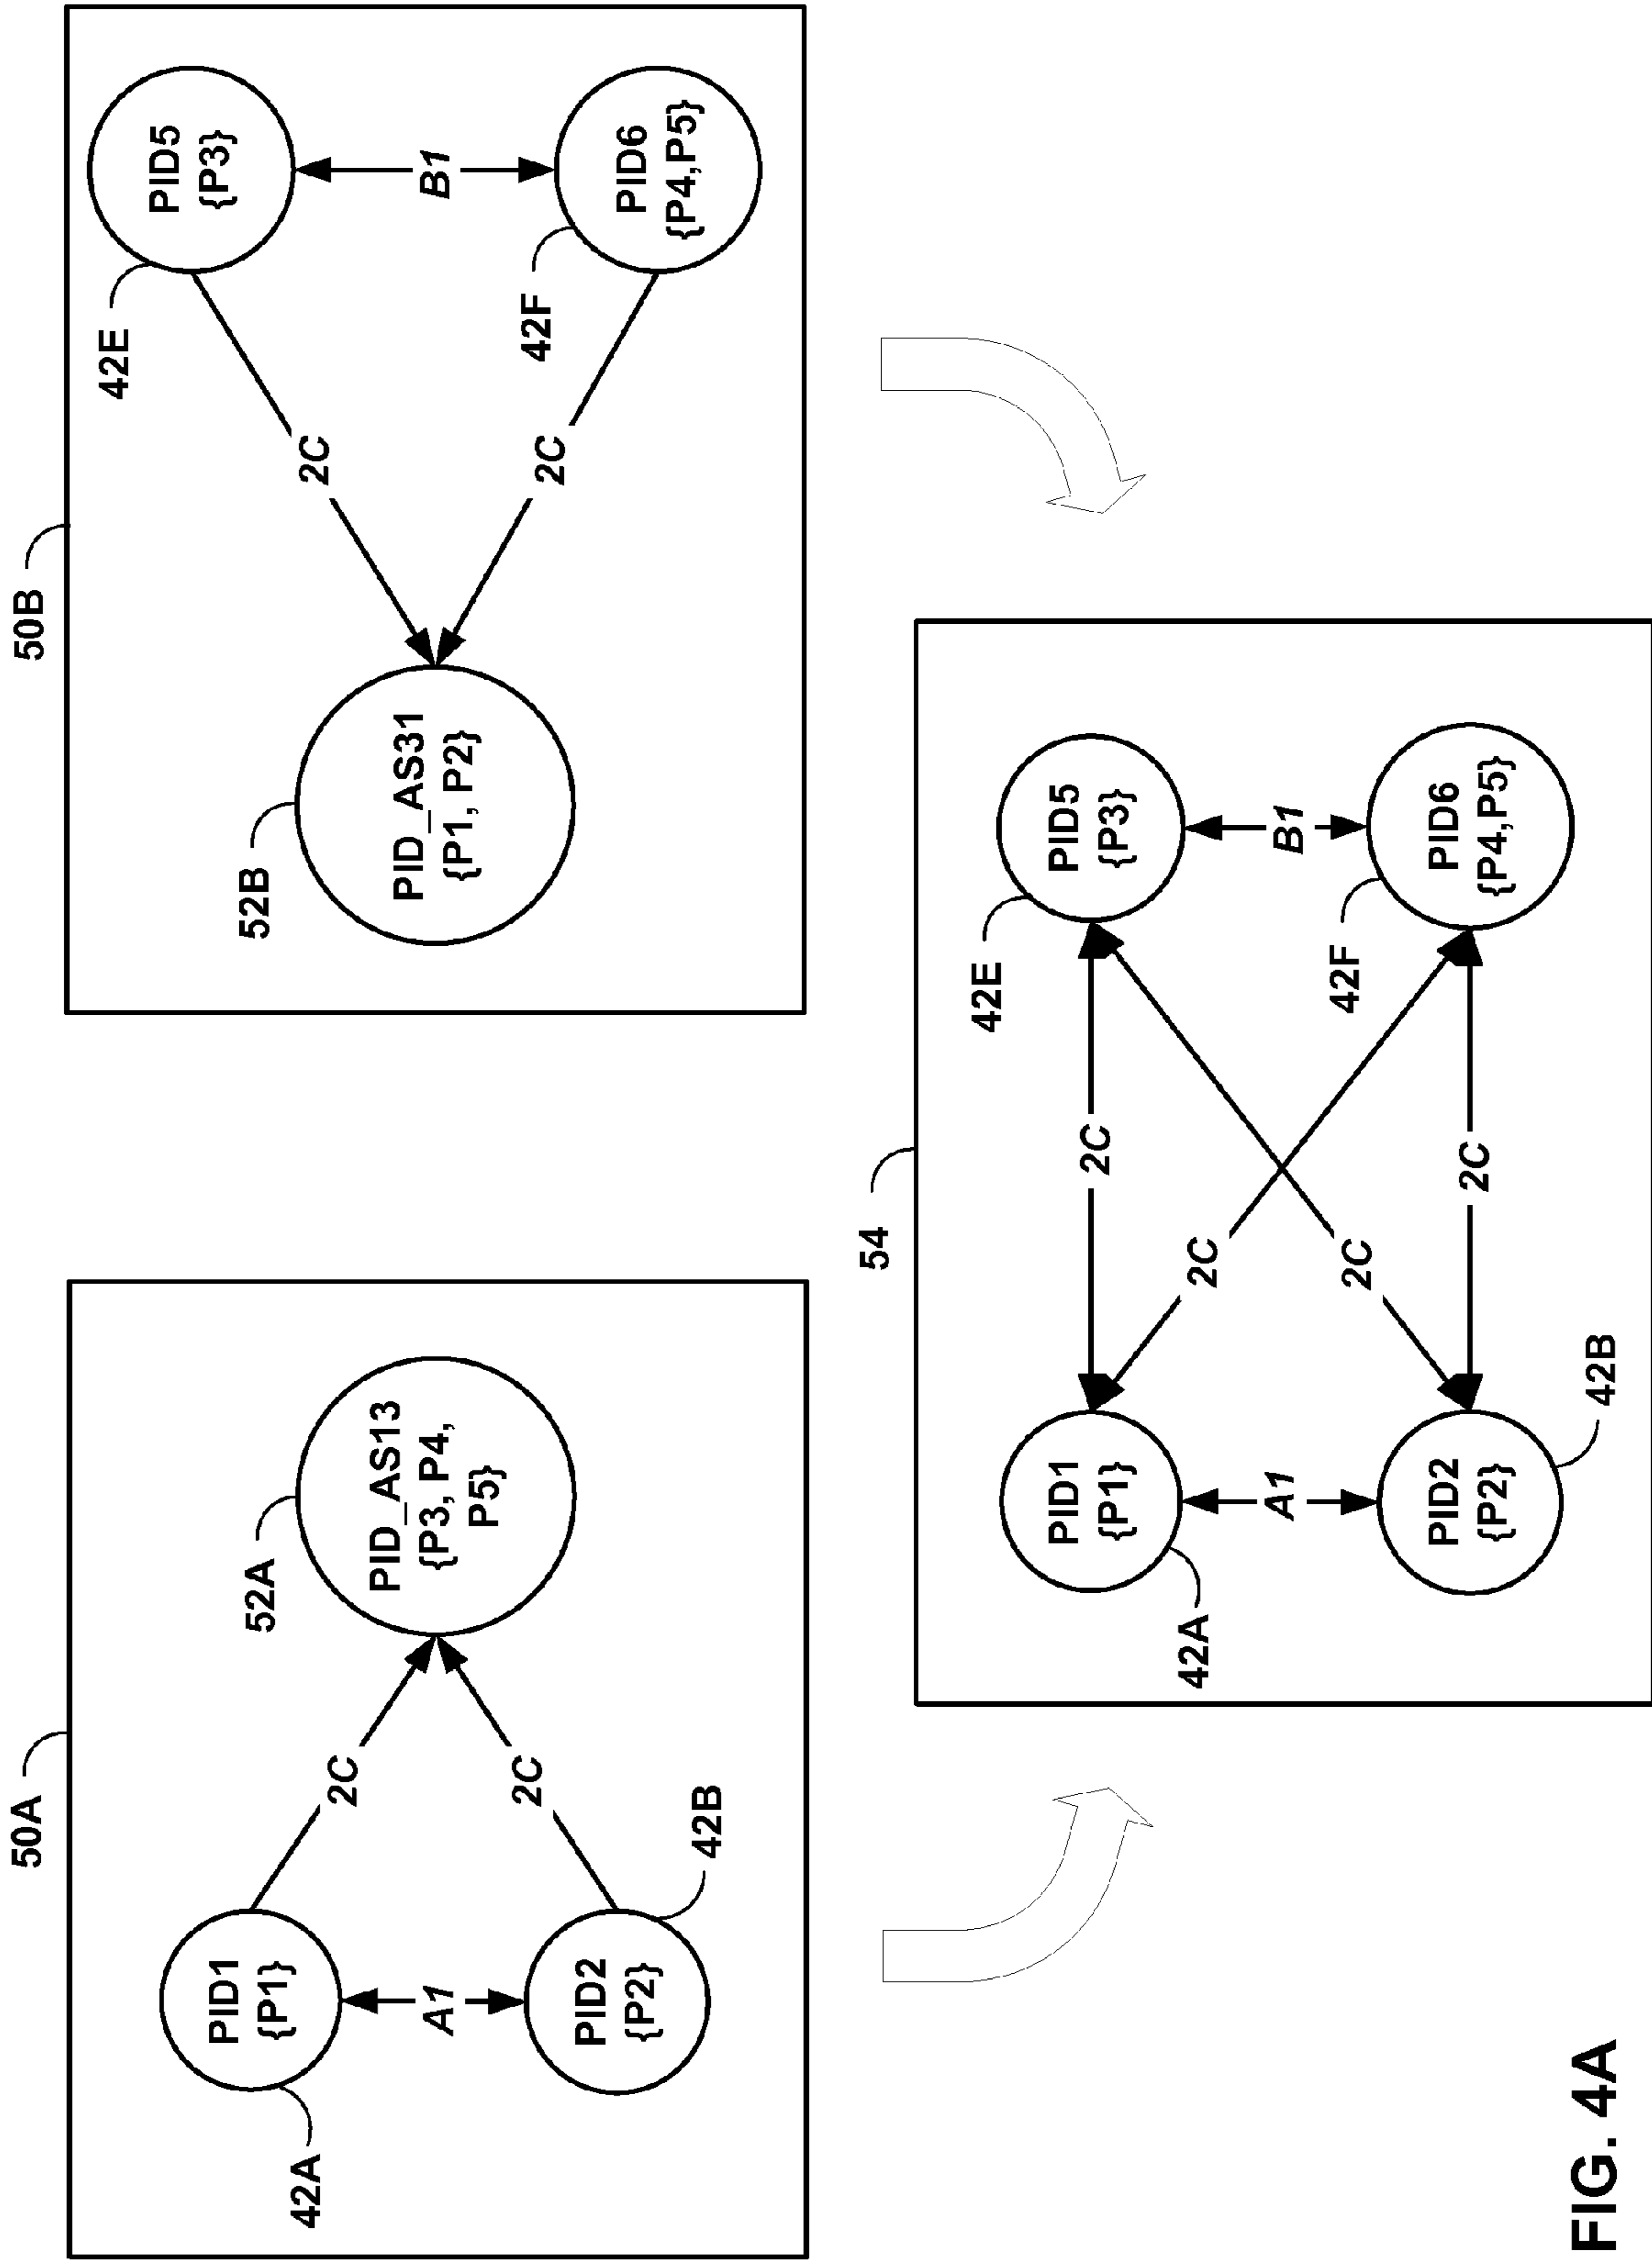 50A
42A
PID1
{P1}
A1
PID2
{P2}
42B
2C
2C
52A
PID_AS13
{P3, P4,
P5}
50B
52B
PID_AS31
{P1, P2}
2C
2C
42E
PID5
{P3}
B1
42F
PID6
{P4,P5}
54
42A
PID1
{P1}
A1
PID2
{P2}
42B
2C
2C
2C
2C
42E
PID5
{P3}
B1
42F
PID6
{P4,P5}
FIG. 4A